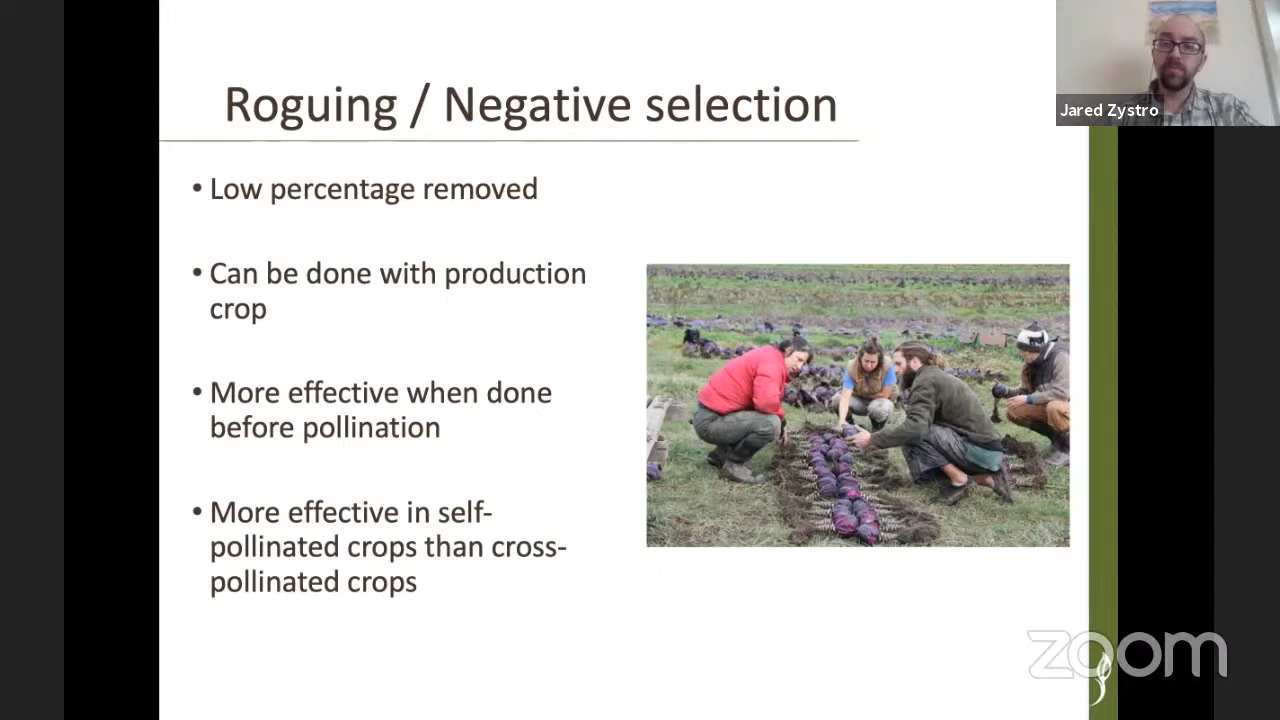 Roguing / Negative selection
Jared Zystro
• Low percentage removed
• Can be done with production
crop
• More effective when done
before pollination
• More effective in self-
pollinated crops than cross-
pollinated crops
zoom